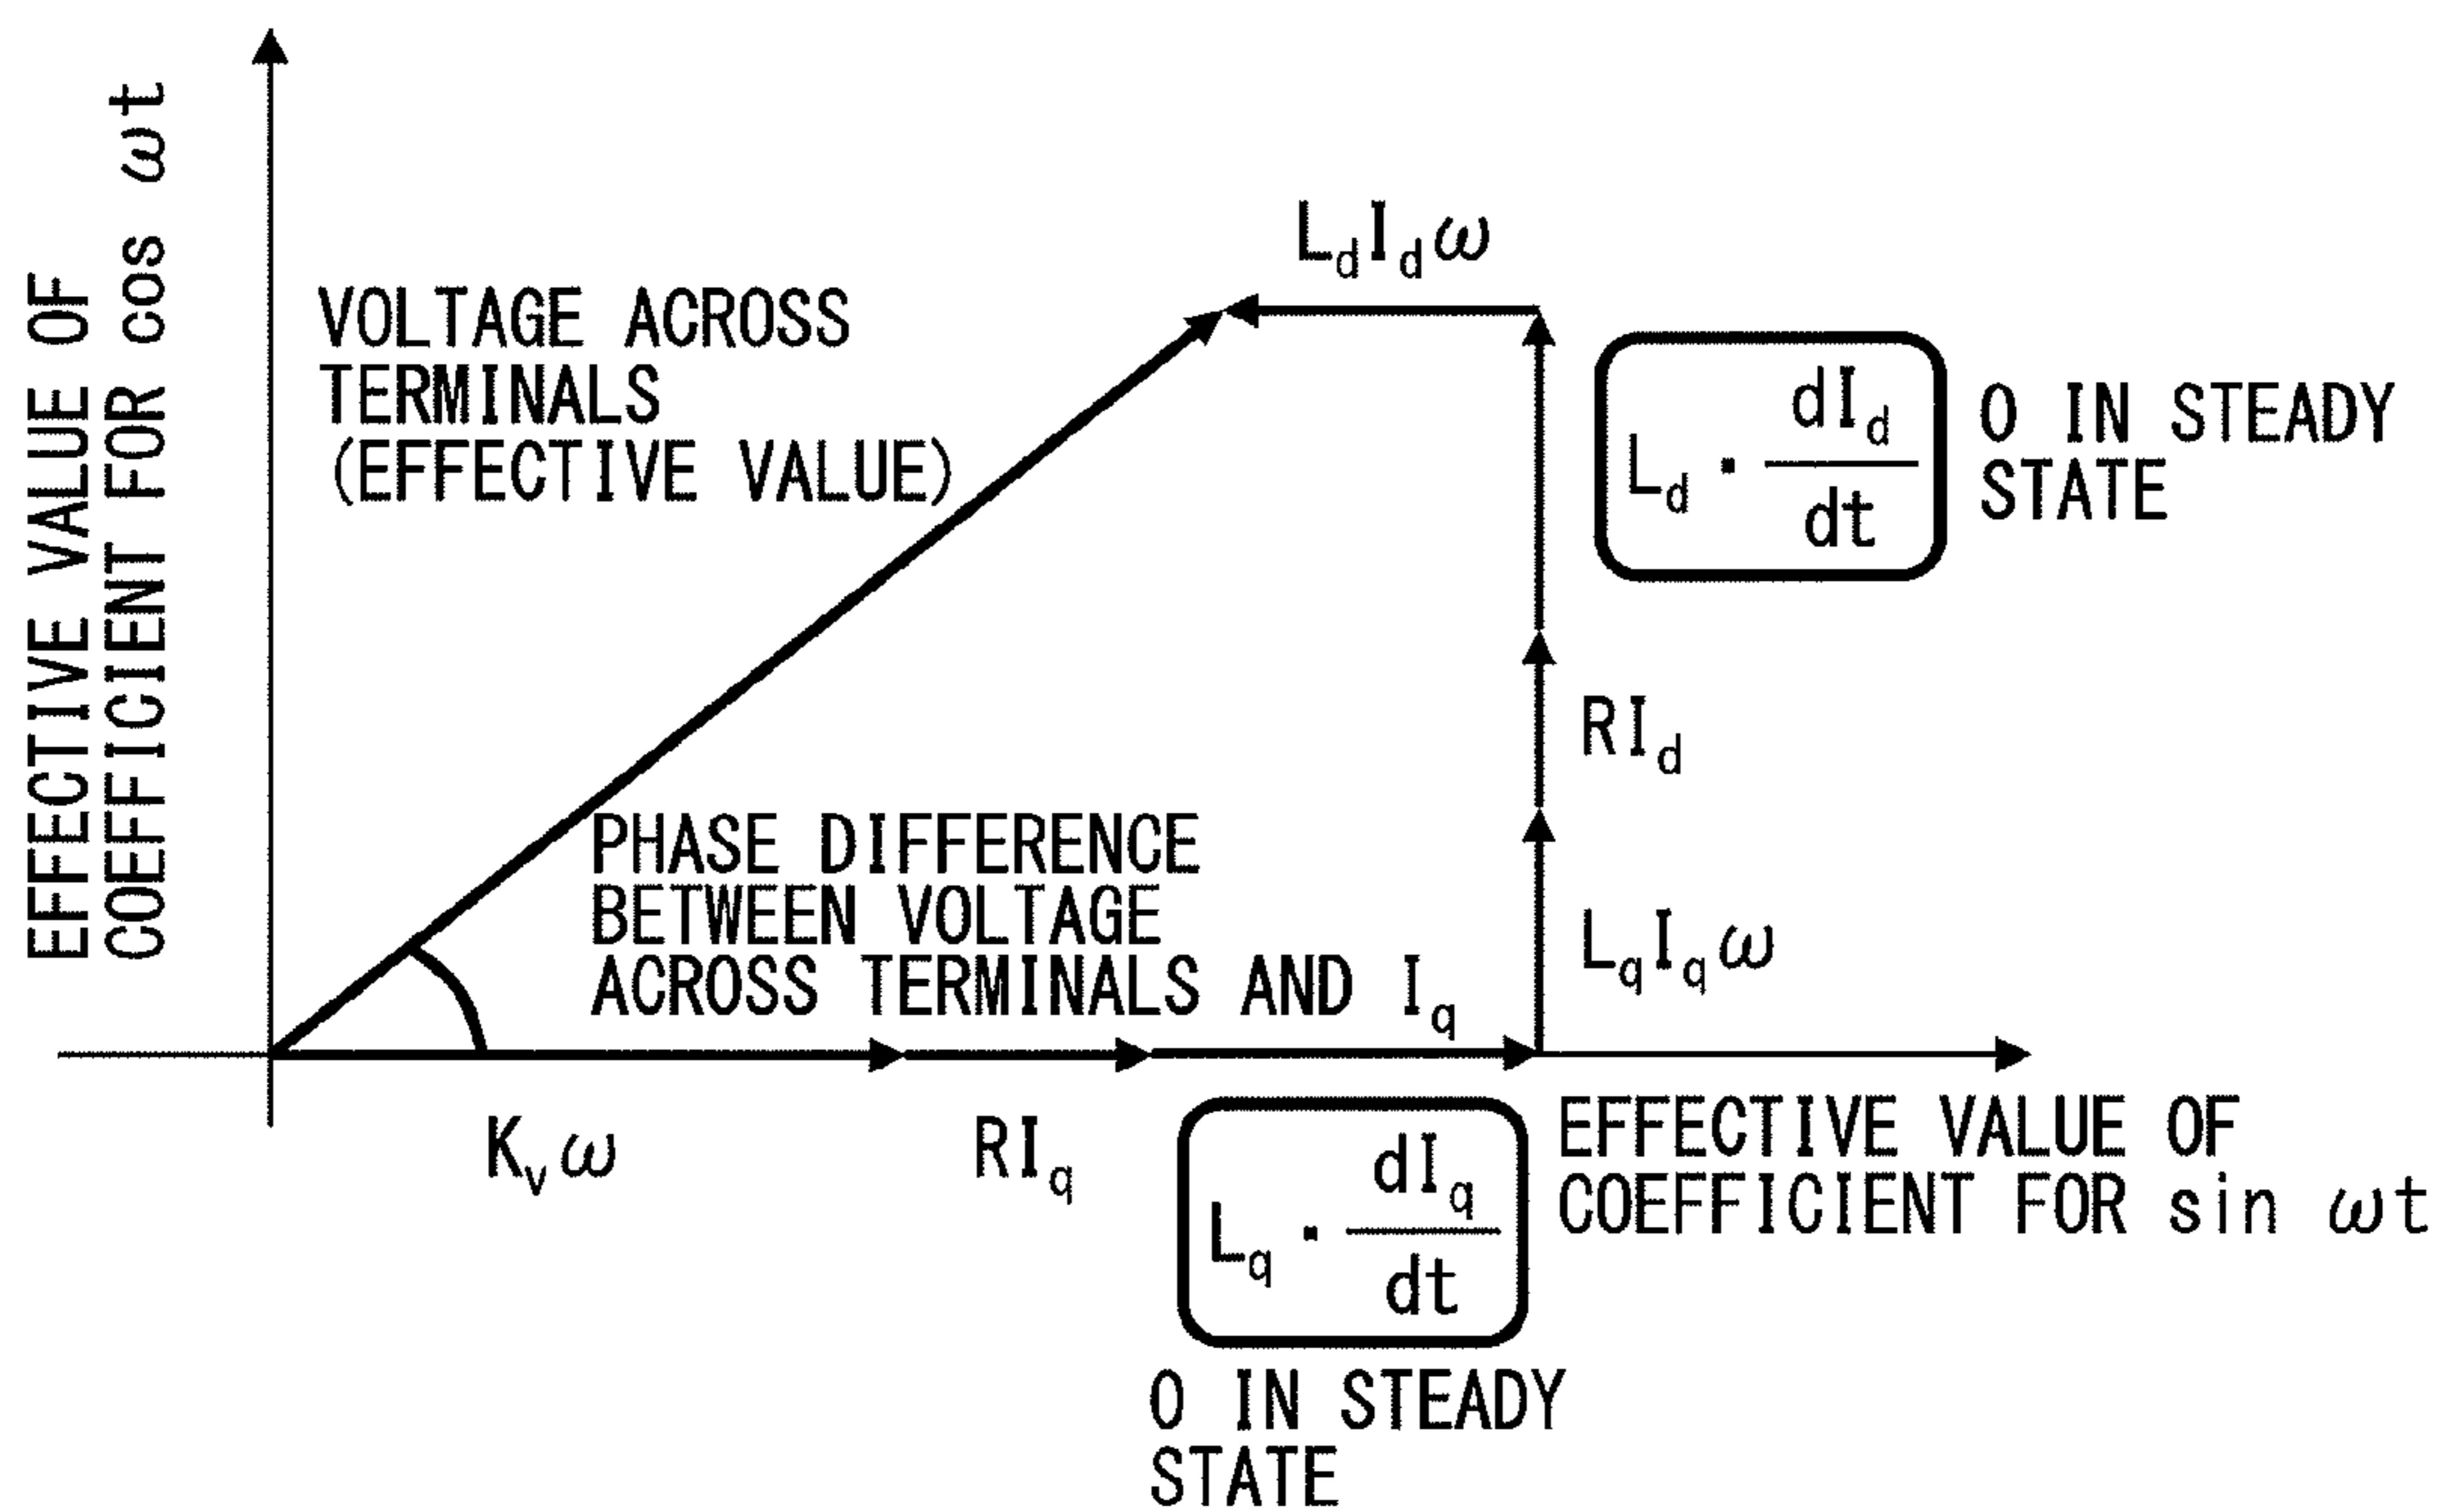 EFFECTIVE VALUE OF
COEFFICIENT FOR cos ωt
VOLTAGE ACROSS
TERMINALS
(EFFECTIVE VALUE)
LdIdω
Ld · dId/dt
0 IN STEADY
STATE
RId
PHASE DIFFERENCE
BETWEEN VOLTAGE
ACROSS TERMINALS AND Iq
LqIqω
Kvω
RIq
Lq · dIq/dt
0 IN STEADY
STATE
EFFECTIVE VALUE OF
COEFFICIENT FOR sin ωt